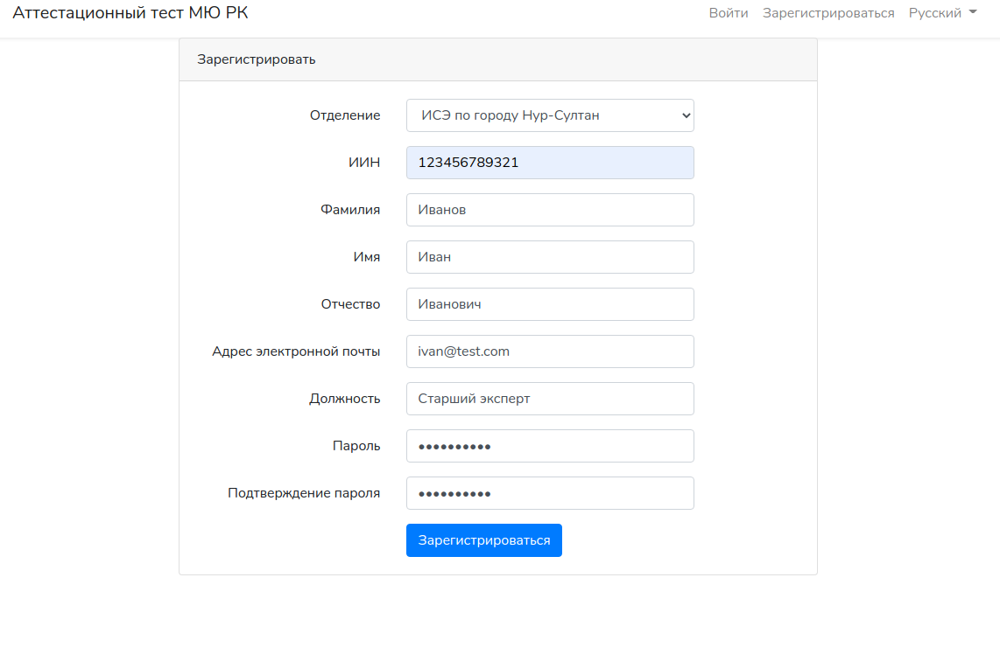 Аттестационный тест МЮ РК Войти Зарегистрироваться Русский
Зарегистрировать
Отделение ИСЭ по городу Нур-Султан
ИИН 123456789321
Фамилия Иванов
Имя Иван
Отчество Иванович
Адрес электронной почты ivan@test.com
Должность Старший эксперт
Пароль ••••••••••
Подтверждение пароля ••••••••••
Зарегистрироваться